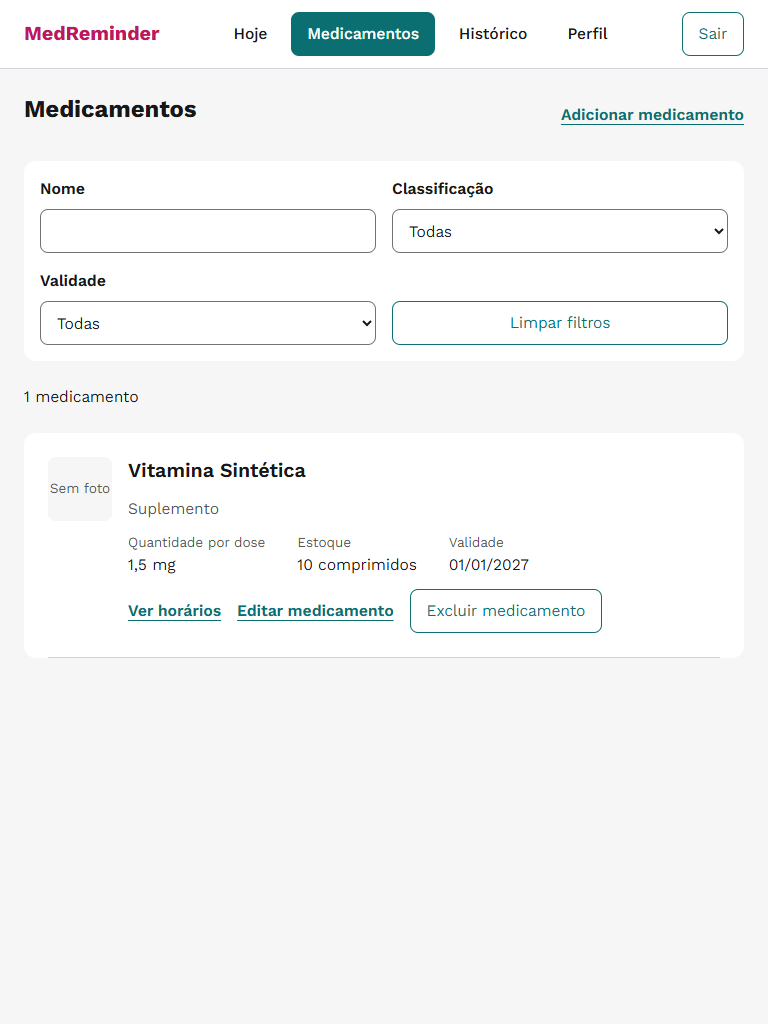 MedReminder Hoje Medicamentos Histórico Perfil Sair
Medicamentos
Adicionar medicamento
Nome
Classificação
Todas
Validade
Todas
Limpar filtros
1 medicamento
Sem foto
Vitamina Sintética
Suplemento
Quantidade por dose Estoque Validade
1,5 mg 10 comprimidos 01/01/2027
Ver horários Editar medicamento Excluir medicamento